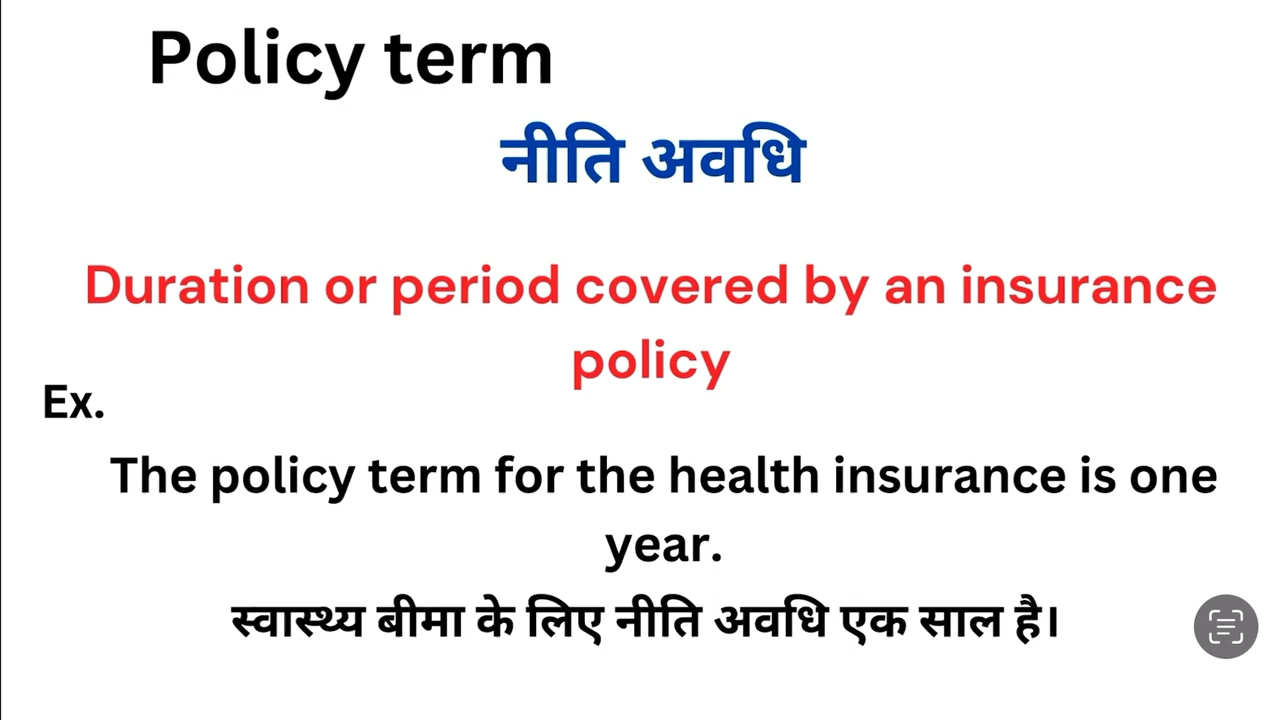 Policy term
नीति अवधि
Duration or period covered by an insurance
policy
Ex.
The policy term for the health insurance is one
year.
स्वास्थ्य बीमा के लिए नीति अवधि एक साल है।